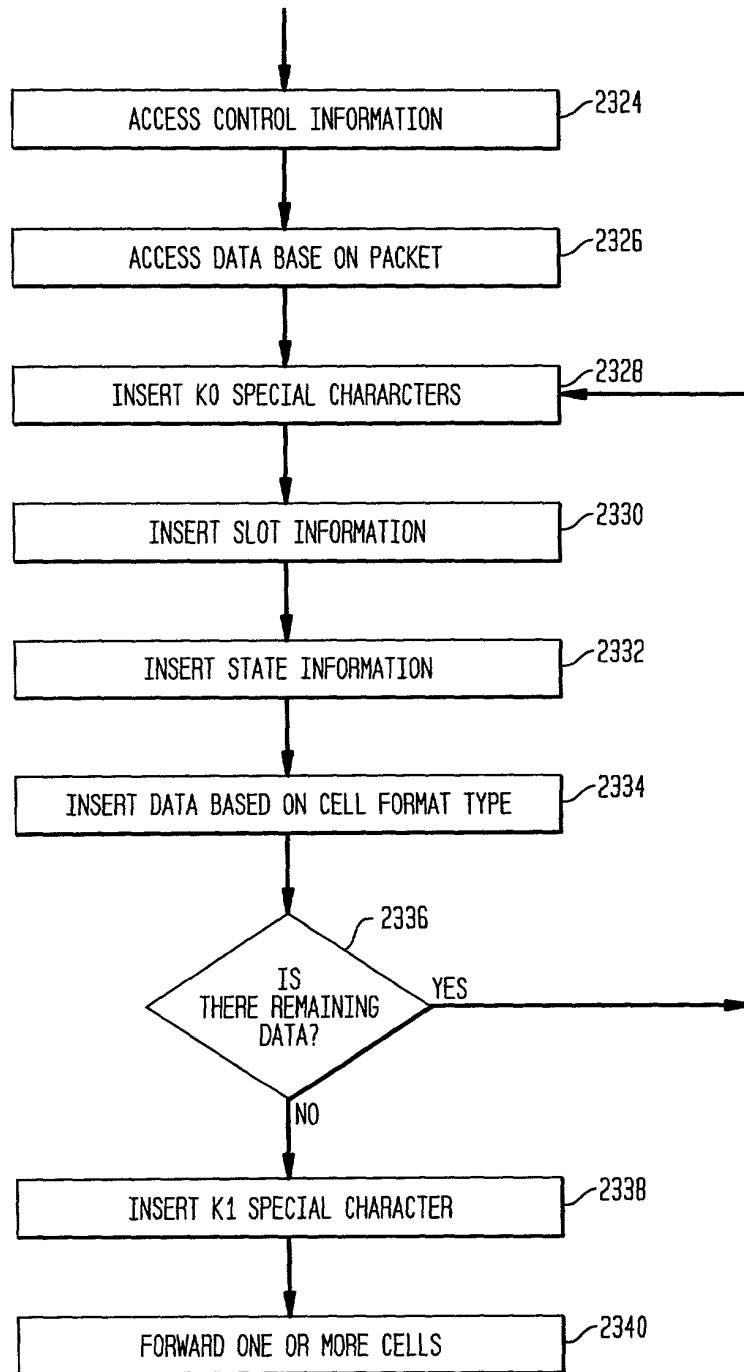 ACCESS CONTROL INFORMATION
2324
ACCESS DATA BASE ON PACKET
2326
INSERT K0 SPECIAL CHARARCTERS
2328
INSERT SLOT INFORMATION
2330
INSERT STATE INFORMATION
2332
INSERT DATA BASED ON CELL FORMAT TYPE
2334
2336
IS
THERE REMAINING
DATA?
YES
NO
INSERT K1 SPECIAL CHARACTER
2338
FORWARD ONE OR MORE CELLS
2340